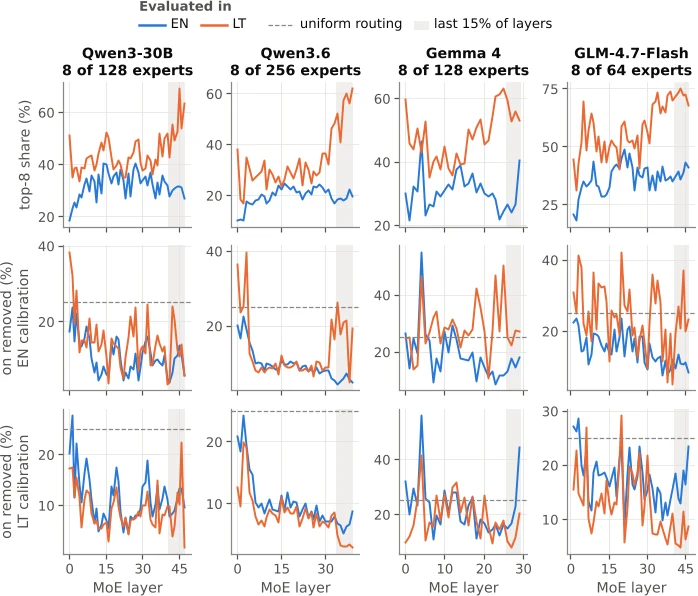 Evaluated in
EN LT uniform routing last 15% of layers
Qwen3-30B
8 of 128 experts
Qwen3.6
8 of 256 experts
Gemma 4
8 of 128 experts
GLM-4.7-Flash
8 of 64 experts
top-8 share (%)
60
40
20
60
40
20
60
40
20
75
50
25
on removed (%)
EN calibration
40
20
40
20
40
20
40
20
on removed (%)
LT calibration
20
10
20
10
40
20
30
20
10
0 15 30 45
0 15 30
0 10 20 30
0 15 30 45
MoE layer
MoE layer
MoE layer
MoE layer